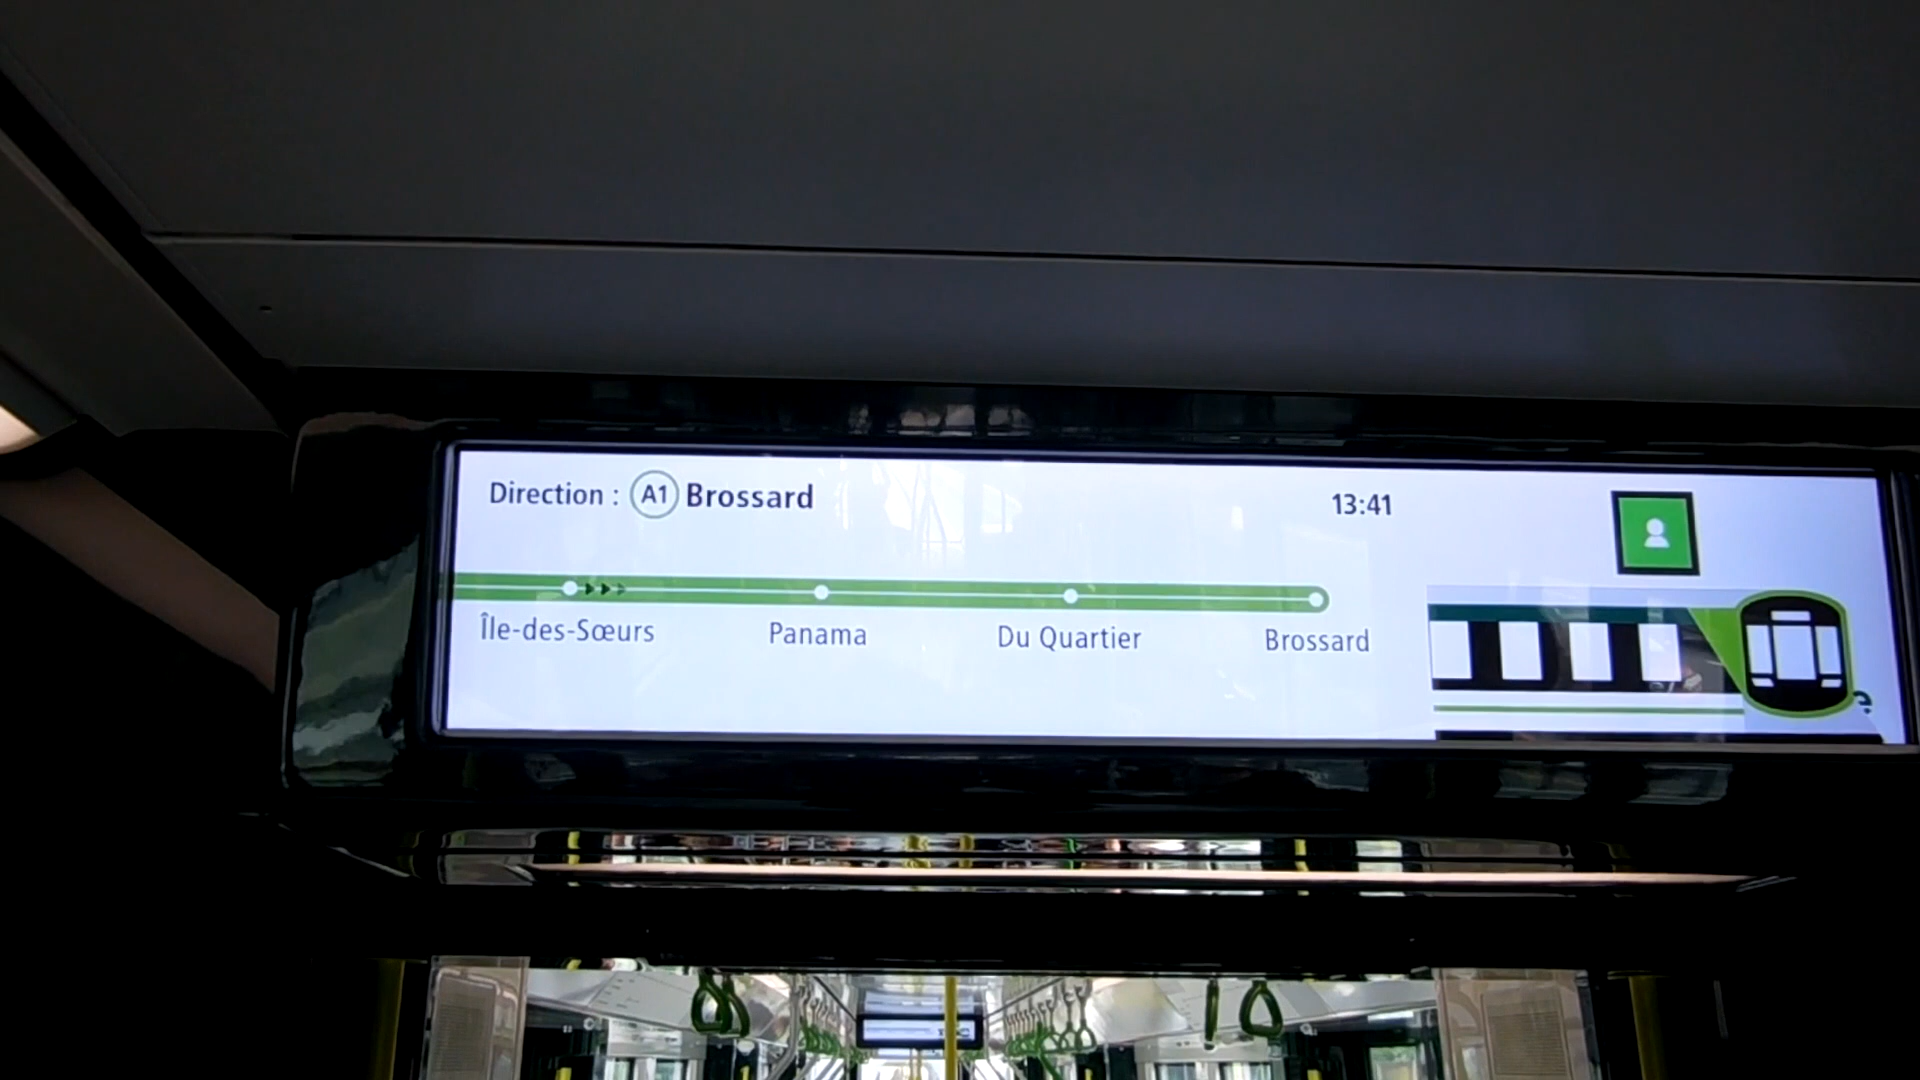 Direction : A1 Brossard
13:41
Île-des-Sœurs
Panama
Du Quartier
Brossard